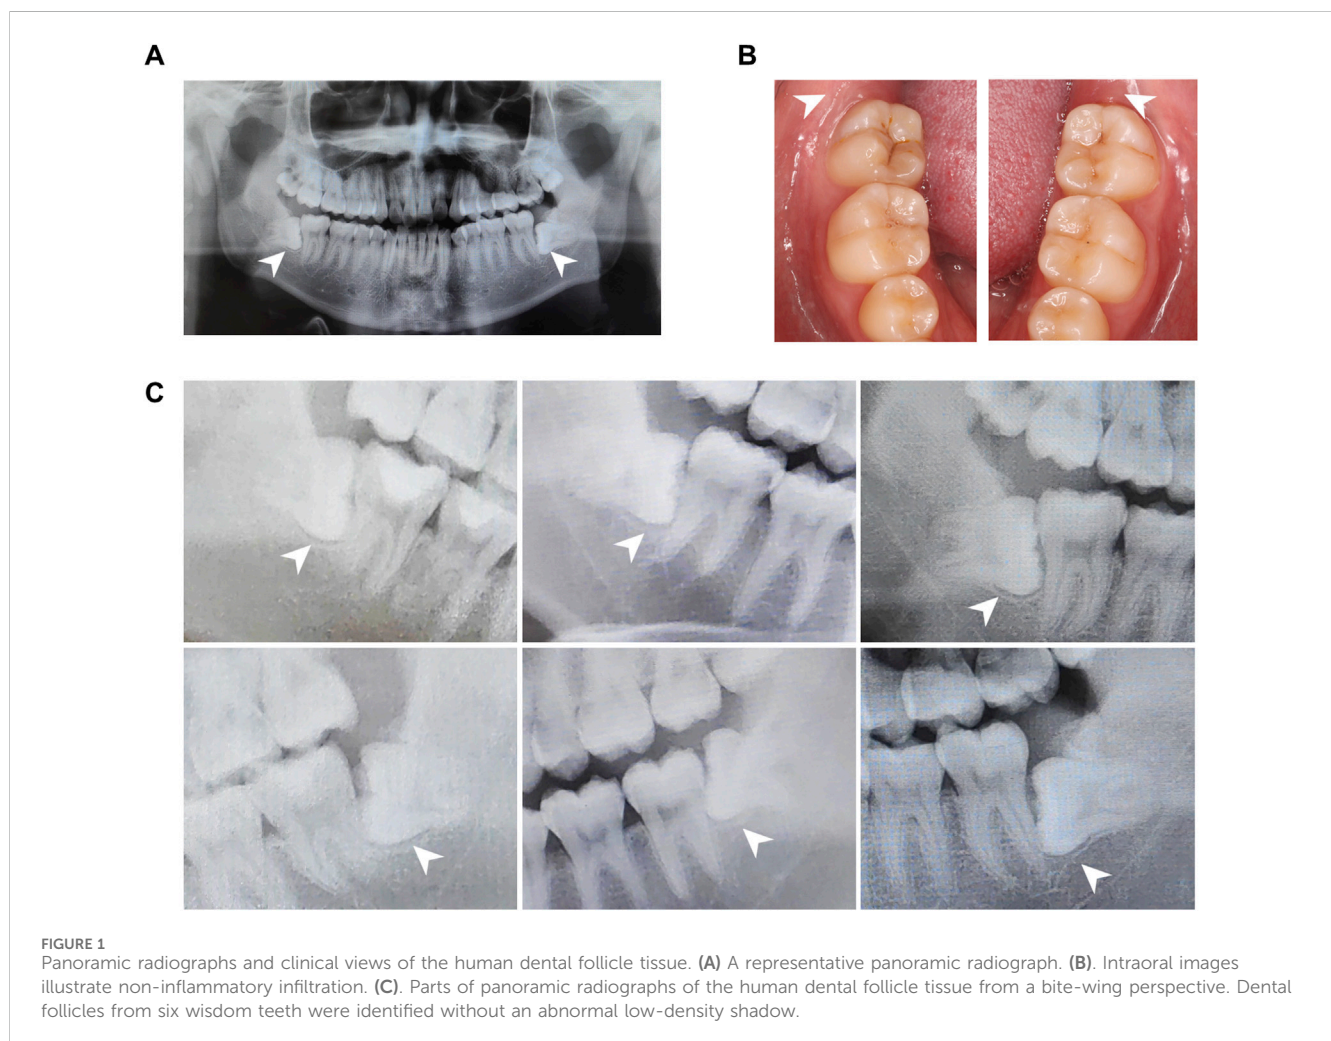 A
B
C
FIGURE 1
Panoramic radiographs and clinical views of the human dental follicle tissue. (A) A representative panoramic radiograph. (B). Intraoral images
illustrate non-inflammatory infiltration. (C). Parts of panoramic radiographs of the human dental follicle tissue from a bite-wing perspective. Dental
follicles from six wisdom teeth were identified without an abnormal low-density shadow.